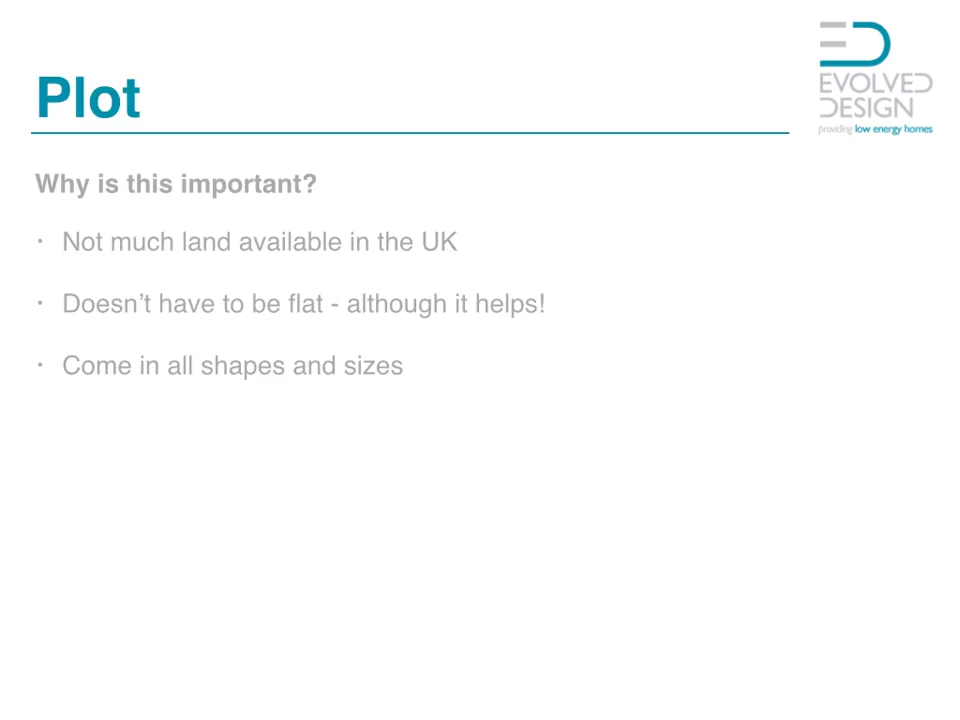 Plot
EVOLVED
DESIGN
providing low energy homes
Why is this important?
· Not much land available in the UK
· Doesn’t have to be flat - although it helps!
· Come in all shapes and sizes